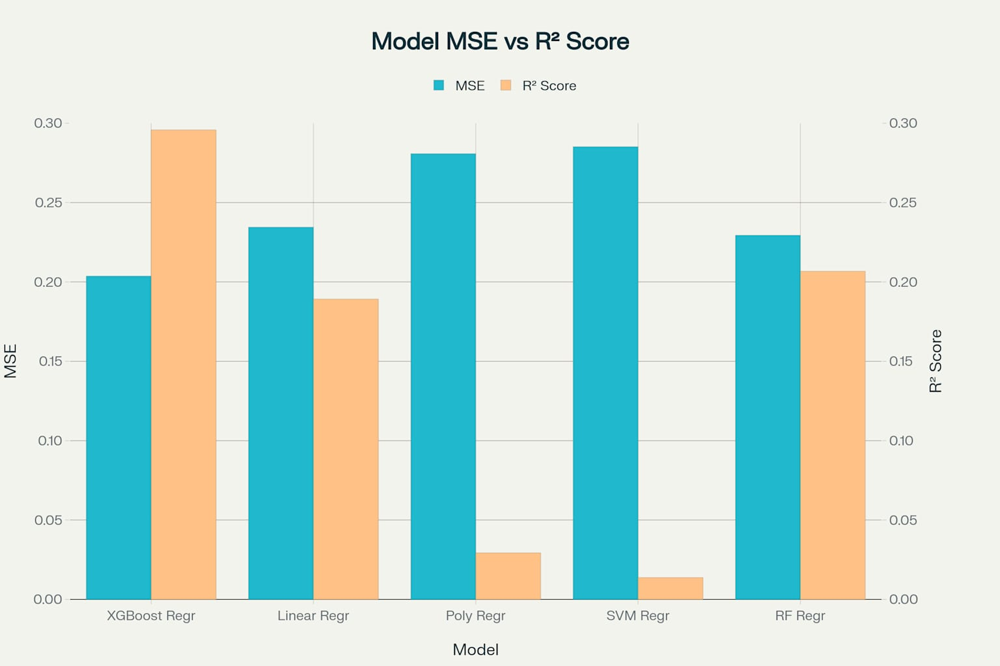 Model MSE vs R² Score
MSE R² Score
0.30 0.30
0.25 0.25
0.20 0.20
0.15 0.15
0.10 0.10
0.05 0.05
0.00 0.00
MSE
R² Score
XGBoost Regr Linear Regr Poly Regr SVM Regr RF Regr
Model